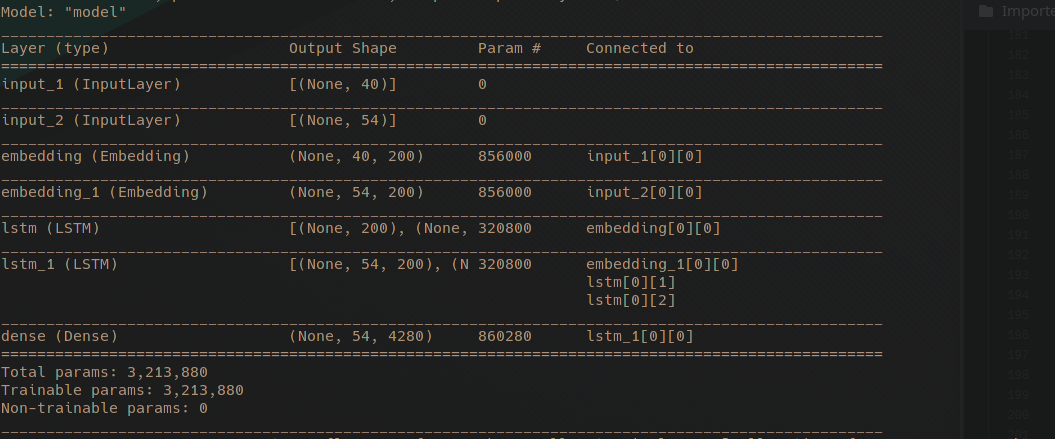 Model: "model"
Importe
Layer (type) Output Shape Param # Connected to
input_1 (InputLayer) [(None, 40)] 0
input_2 (InputLayer) [(None, 54)] 0
embedding (Embedding) (None, 40, 200) 856000 input_1[0][0]
embedding_1 (Embedding) (None, 54, 200) 856000 input_2[0][0]
lstm (LSTM) [(None, 200), (None, 320800 embedding[0][0]
lstm_1 (LSTM) [(None, 54, 200), (N 320800 embedding_1[0][0]
lstm[0][1]
lstm[0][2]
dense (Dense) (None, 54, 4280) 860280 lstm_1[0][0]
Total params: 3,213,880
Trainable params: 3,213,880
Non-trainable params: 0